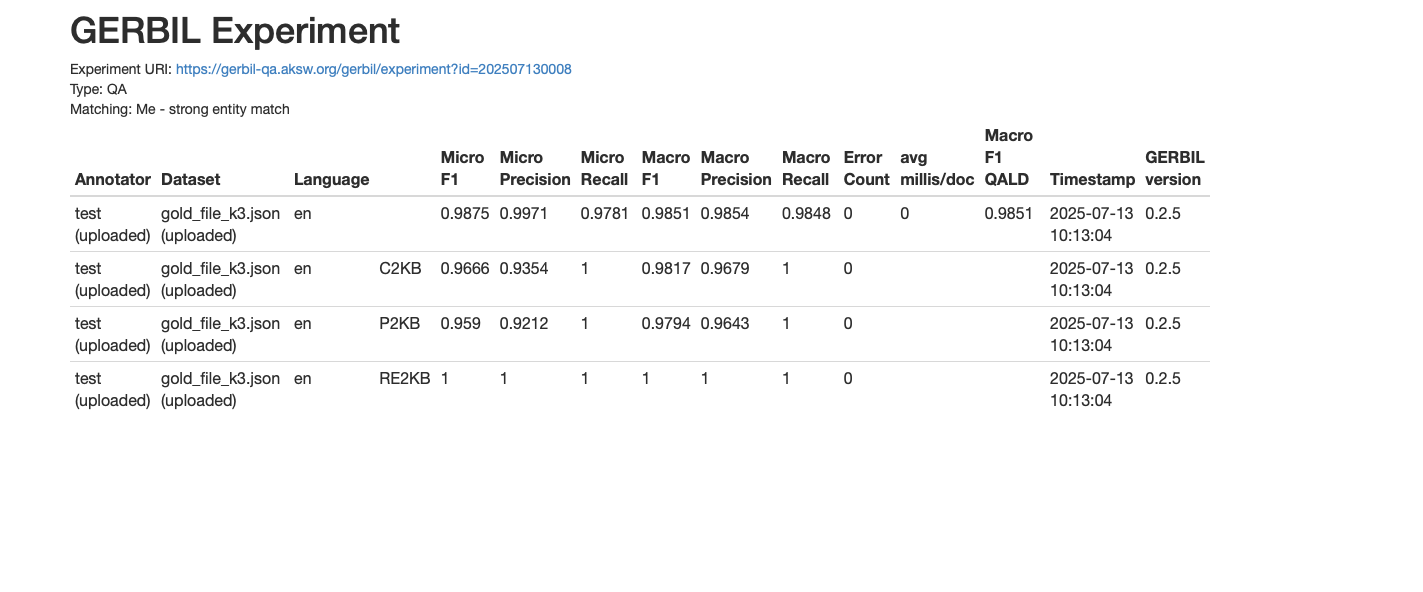 GERBIL Experiment
Experiment URI: https://gerbil-qa.aksw.org/gerbil/experiment?id=202507130008
Type: QA
Matching: Me - strong entity match
Annotator Dataset Language Micro F1 Micro Precision Micro Recall Macro F1 Macro Precision Macro Recall Error Count avg millis/doc Macro F1 QALD Timestamp GERBIL version
test gold_file_k3.json en 0.9875 0.9971 0.9781 0.9851 0.9854 0.9848 0 0 0.9851 2025-07-13 0.2.5
(uploaded) (uploaded) 10:13:04
test gold_file_k3.json en C2KB 0.9666 0.9354 1 0.9817 0.9679 1 0 2025-07-13 0.2.5
(uploaded) (uploaded) 10:13:04
test gold_file_k3.json en P2KB 0.959 0.9212 1 0.9794 0.9643 1 0 2025-07-13 0.2.5
(uploaded) (uploaded) 10:13:04
test gold_file_k3.json en RE2KB 1 1 1 1 1 1 0 2025-07-13 0.2.5
(uploaded) (uploaded) 10:13:04